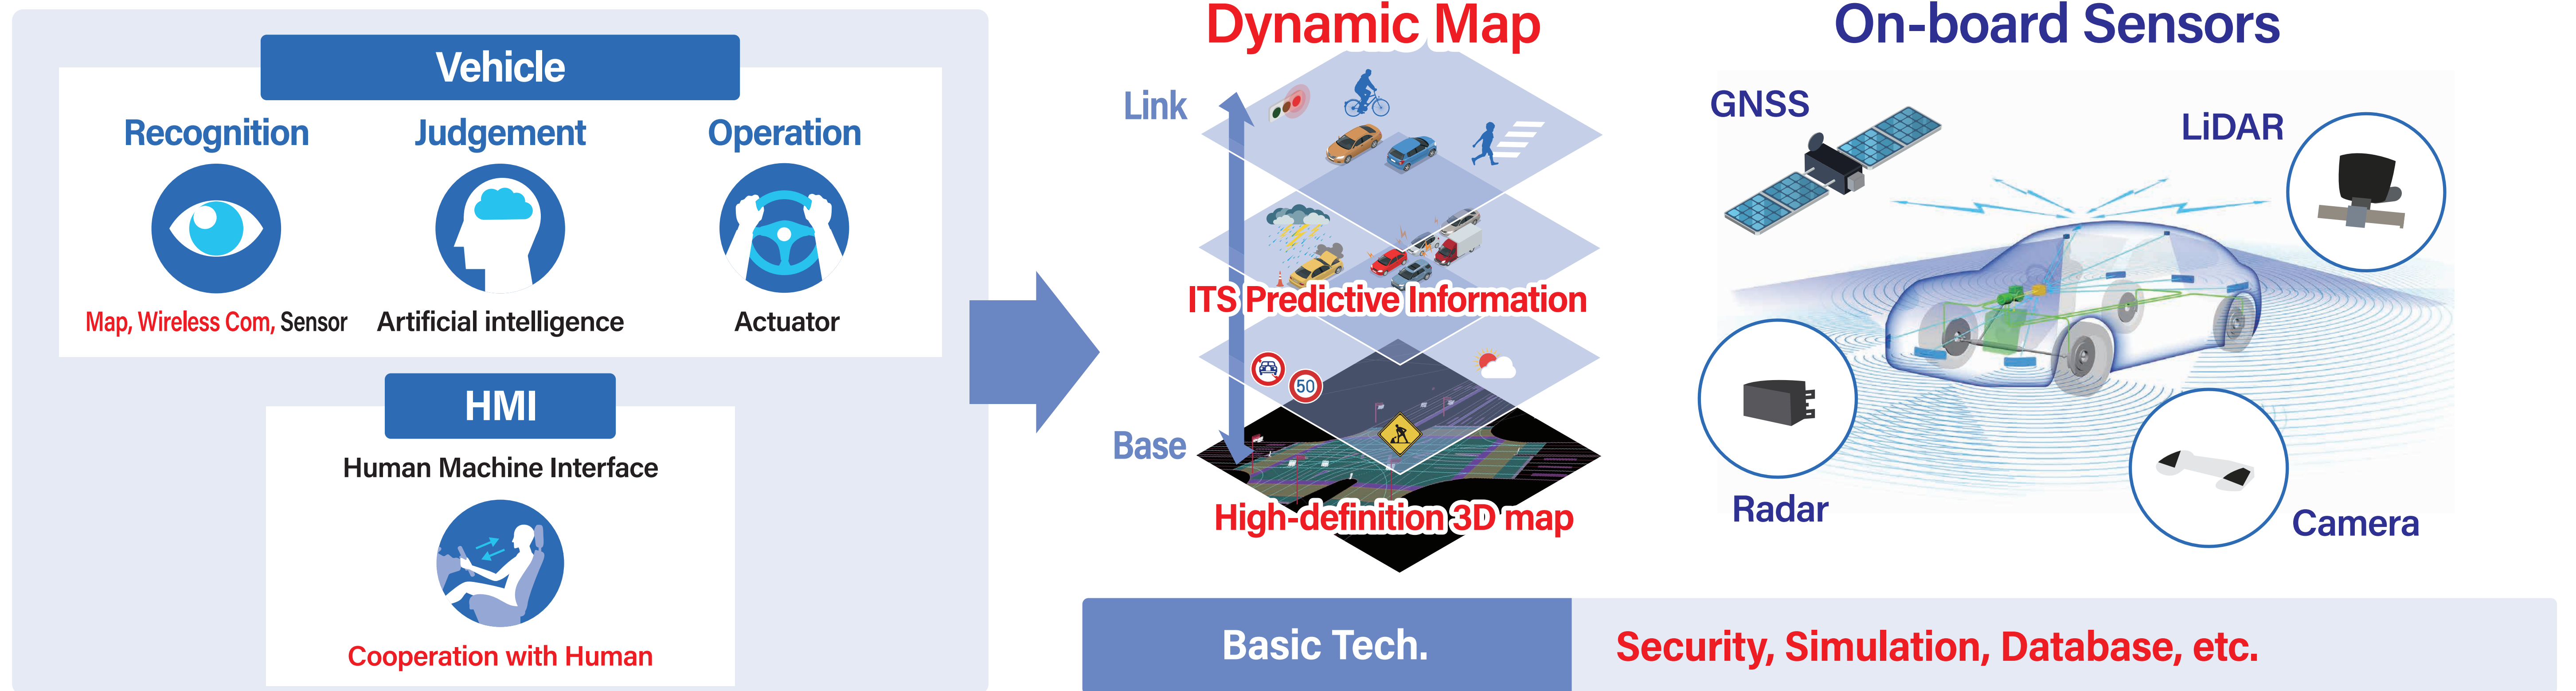 Vehicle
Recognition
Judgement
Operation
Map, Wireless Com, Sensor
Artificial intelligence
Actuator
HMI
Human Machine Interface
Cooperation with Human
Dynamic Map
Link
ITS Predictive Information
50
Base
High-definition 3D map
On-board Sensors
GNSS
LiDAR
Radar
Camera
Basic Tech.
Security, Simulation, Database, etc.